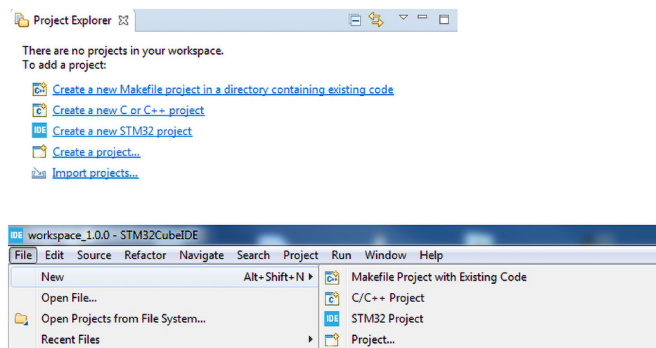 Project Explorer
There are no projects in your workspace.
To add a project:
Create a new Makefile project in a directory containing existing code
Create a new C or C++ project
IDE Create a new STM32 project
Create a project...
Import projects...
IDE workspace_1.0.0 - STM32CubeIDE
File Edit Source Refactor Navigate Search Project Run Window Help
New Alt+Shift+N Makefile Project with Existing Code
Open File... C/C++ Project
Open Projects from File System... IDE STM32 Project
Recent Files Project...